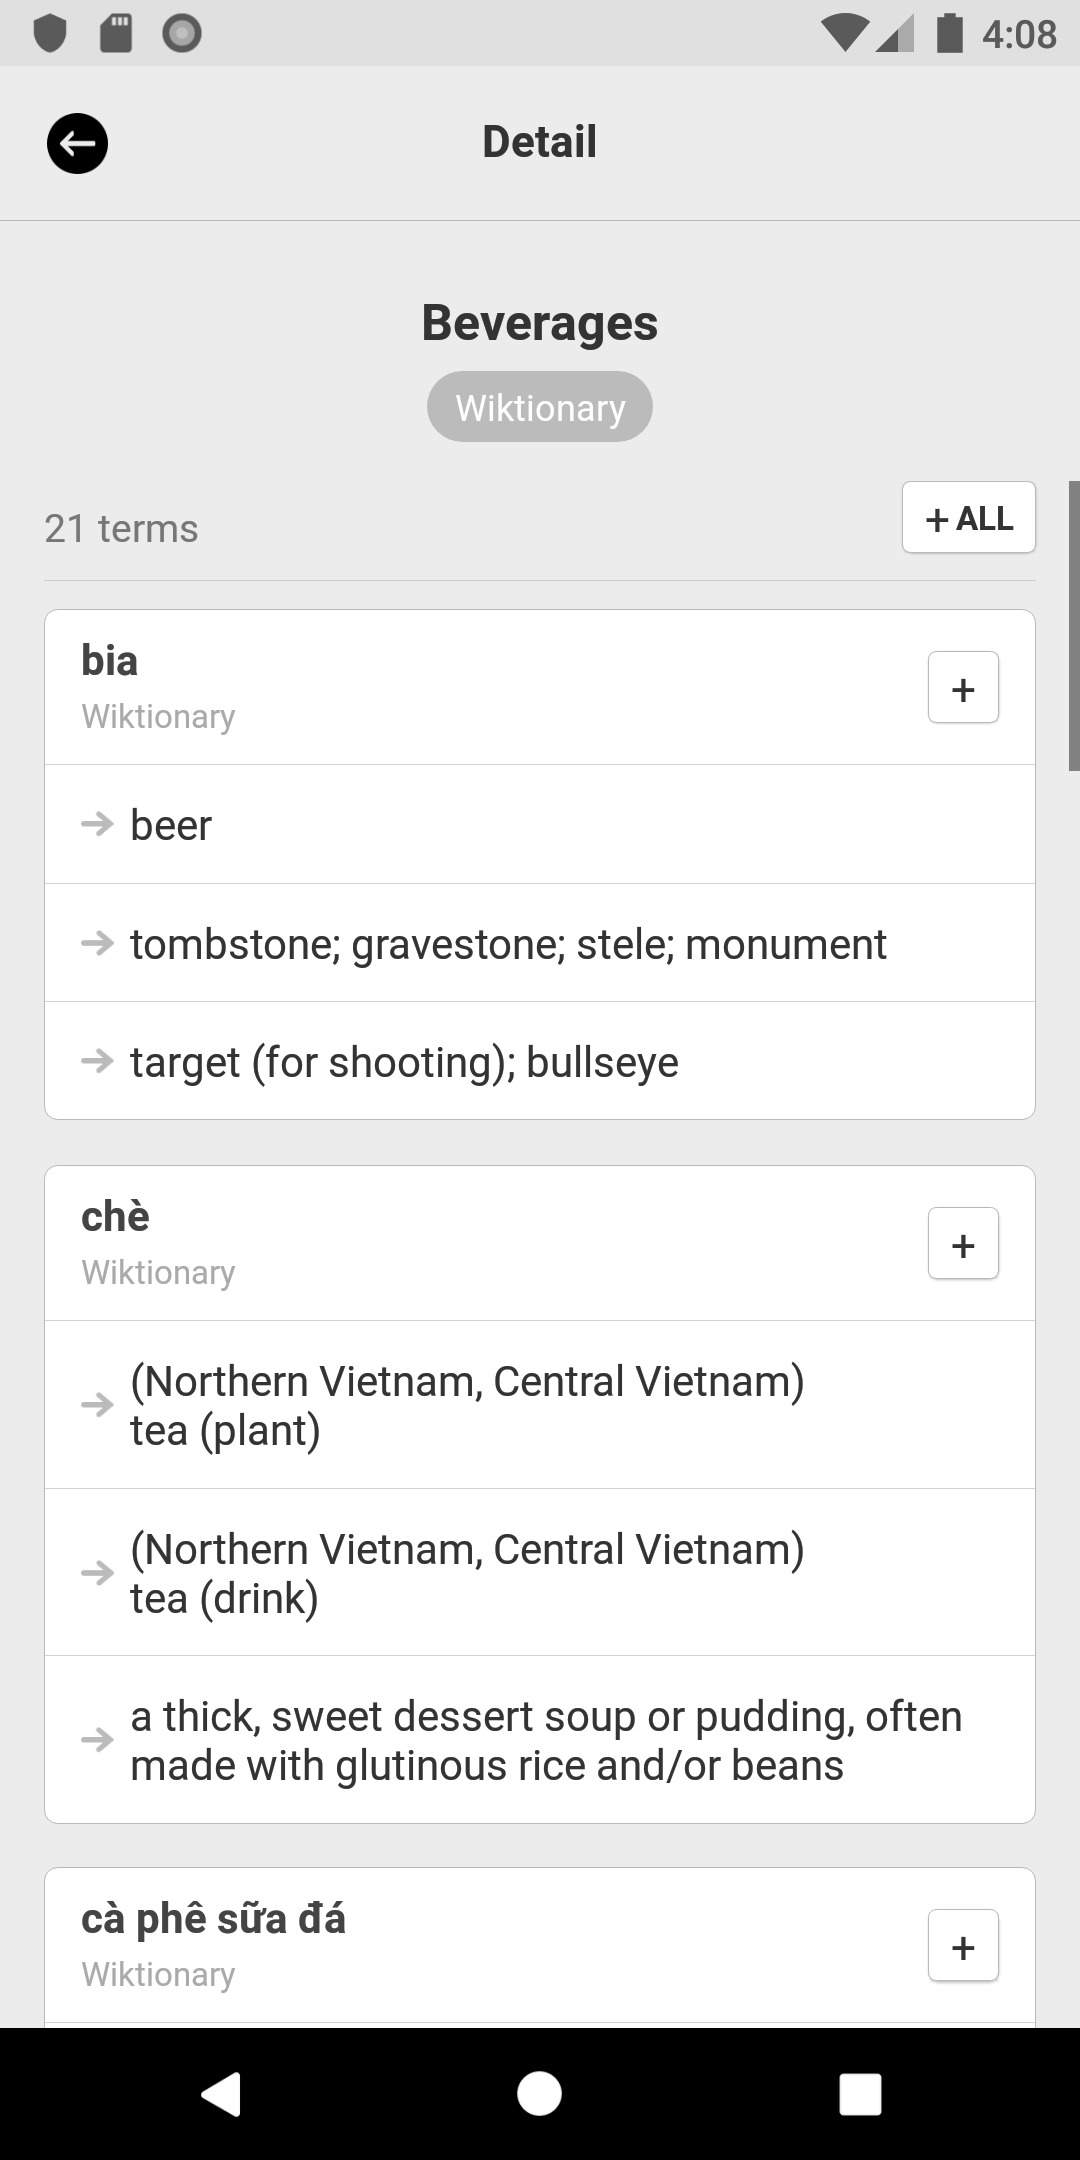 4:08
Detail
Beverages
Wiktionary
21 terms
+ ALL
bia
Wiktionary
+
beer
tombstone; gravestone; stele; monument
target (for shooting); bullseye
chè
Wiktionary
+
(Northern Vietnam, Central Vietnam)
tea (plant)
(Northern Vietnam, Central Vietnam)
tea (drink)
a thick, sweet dessert soup or pudding, often
made with glutinous rice and/or beans
cà phê sữa đá
Wiktionary
+